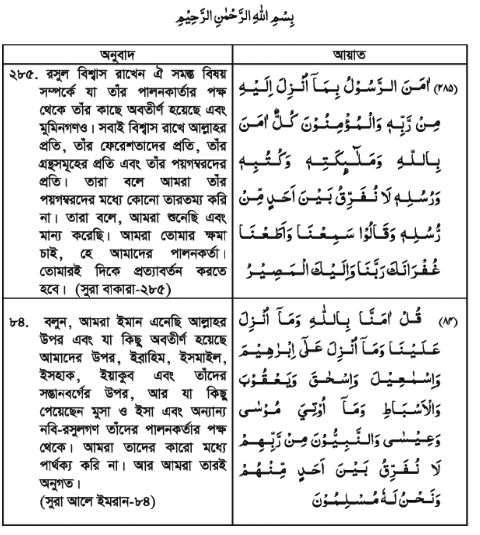 بِسْمِ اللهِ الرَّحْمٰنِ الرَّحِيْمِ
অনুবাদ
আয়াত
২৮৫. রসুল বিশ্বাস রাখেন ঐ সমস্ত বিষয়
সম্পর্কে যা তাঁর পালনকার্তার পক্ষ
থেকে তাঁর কাছে অবতীর্ণ হয়েছে এবং
মুমিনগণও। সবাই বিশ্বাস রাখে আল্লাহর
প্রতি, তাঁর ফেরেশতাদের প্রতি, তাঁর
গ্রন্থসমূহের প্রতি এবং তাঁর পয়গম্বরদের
প্রতি। তারা বলে আমরা তাঁর
পয়গম্বরদের মধ্যে কোনো তারতম্য করি
না। তারা বলে, আমরা শুনেছি এবং
মান্য করেছি। আমরা তোমার ক্ষমা
চাই, হে আমাদের পালনকর্তা।
তোমারই দিকে প্রত্যাবর্তন করতে
হবে। (সুরা বাকারা-২৮৫)
(২৮৫) اٰمَنَ الرَّسُوْلُ بِمَآ اُنْزِلَ اِلَيْهِ
مِنْ رَّبِّهٖ وَالْمُؤْمِنُوْنَ كُلٌّ اٰمَنَ
بِاللّٰهِ وَمَلٰٓئِكَتِهٖ وَكُتُبِهٖ
وَرُسُلِهٖ لَا نُفَرِّقُ بَيْنَ اَحَدٍ مِّنْ
رُّسُلِهٖ وَقَالُوْا سَمِعْنَا وَاَطَعْنَا
غُفْرَانَكَ رَبَّنَا وَاِلَيْكَ الْمَصِيْرُ
৮৪. বলুন, আমরা ইমান এনেছি আল্লাহর
উপর এবং যা কিছু অবতীর্ণ হয়েছে
আমাদের উপর, ইব্রাহিম, ইসমাইল,
ইসহাক, ইয়াকুব এবং তাঁদের
সন্তানবর্গের উপর, আর যা কিছু
পেয়েছেন মুসা ও ইসা এবং অন্যান্য
নবি-রসুলগণ তাঁদের পালনকর্তার পক্ষ
থেকে। আমরা তাদের কারো মধ্যে
পার্থক্য করি না। আর আমরা তারই
অনুগত।
(সুরা আলে ইমরান-৮৪)
(৮৪) قُلْ اٰمَنَّا بِاللّٰهِ وَمَآ اُنْزِلَ
عَلَيْنَا وَمَآ اُنْزِلَ عَلٰٓى اِبْرٰهِيْمَ
وَاِسْمٰعِيْلَ وَاِسْحٰقَ وَيَعْقُوْبَ
وَالْاَسْبَاطِ وَمَآ اُوْتِيَ مُوْسٰى
وَعِيْسٰى وَالنَّبِيُّوْنَ مِنْ رَّبِّهِمْ
لَا نُفَرِّقُ بَيْنَ اَحَدٍ مِّنْهُمْ
وَنَحْنُ لَهٗ مُسْلِمُوْنَ